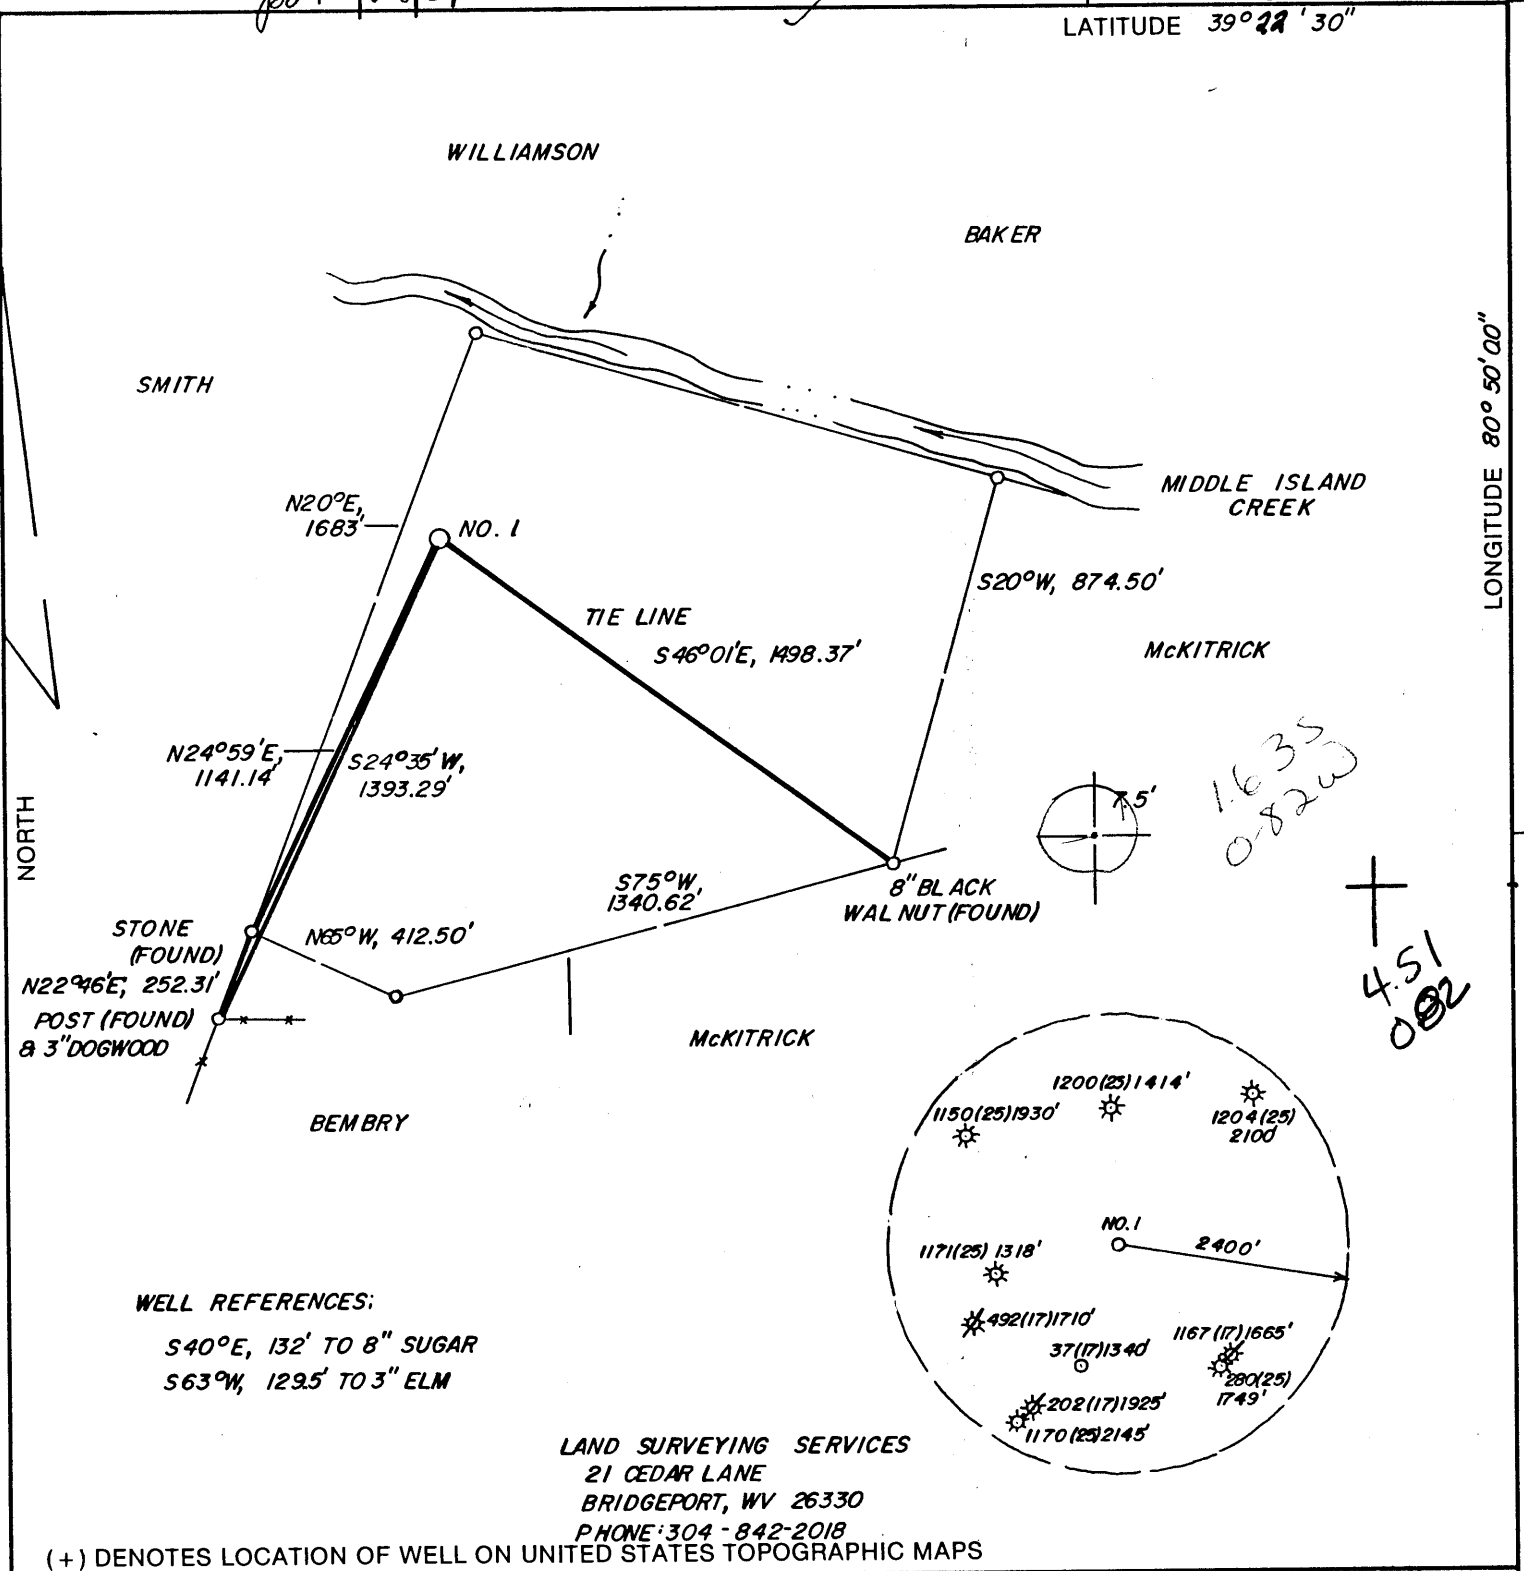 LATITUDE 39° 22' 30"
WILLIAMSON
BAKER
SMITH
LONGITUDE 80° 50' 00"
MIDDLE ISLAND
CREEK
N20°E,
1683'
NO. 1
S20°W, 874.50'
TIE LINE
S46°01'E, 1498.37'
McKITRICK
N24°59'E,
1141.14'
S24°35'W,
1393.29'
7.5'
1.63S
0.82W
NORTH
S75°W,
1340.62'
8" BLACK
WALNUT (FOUND)
STONE
(FOUND)
N65°W, 412.50'
N22°46'E, 252.31'
POST (FOUND)
& 3" DOGWOOD
4.51
082
McKITRICK
BEMBRY
1200(25)1414'
1150(25)1930'
1204(25)
2100'
NO. 1
2400'
1171(25) 1318'
492(17)1710'
1167(17)1665'
37(17)1340'
280(25)
1749'
202(17)1925'
1170(25)2145'
WELL REFERENCES:
S40°E, 132' TO 8" SUGAR
S63°W, 129.5' TO 3" ELM
LAND SURVEYING SERVICES
21 CEDAR LANE
BRIDGEPORT, WV 26330
PHONE: 304-842-2018
(+) DENOTES LOCATION OF WELL ON UNITED STATES TOPOGRAPHIC MAPS